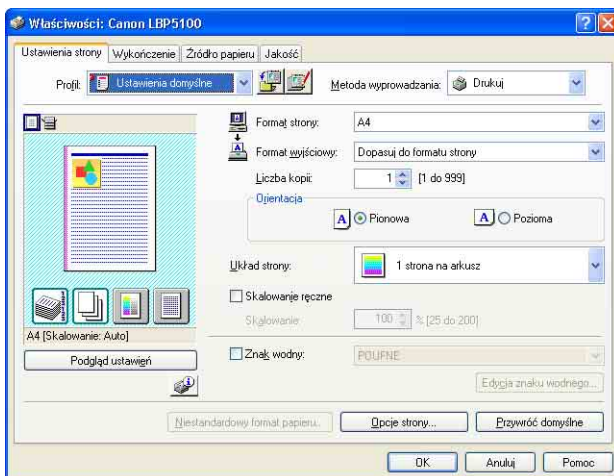 Właściwości: Canon LBP5100
Ustawienia strony Wykończenie Źródło papieru Jakość
Profil: Ustawienia domyślne Metoda wyprowadzania: Drukuj
Format strony: A4
Format wyjściowy: Dopasuj do formatu strony
Liczba kopii: 1 [1 do 999]
Orientacja
A Pionowa A Pozioma
Układ strony: 1 strona na arkusz
Skalowanie ręczne
Skalowanie: 100 % [25 do 200]
A4 [Skalowanie: Auto]
Podgląd ustawień
Znak wodny: POUFNE
Edycja znaku wodnego...
Niestandardowy format papieru... Opcje strony... Przywróć domyślne
OK Anuluj Pomoc